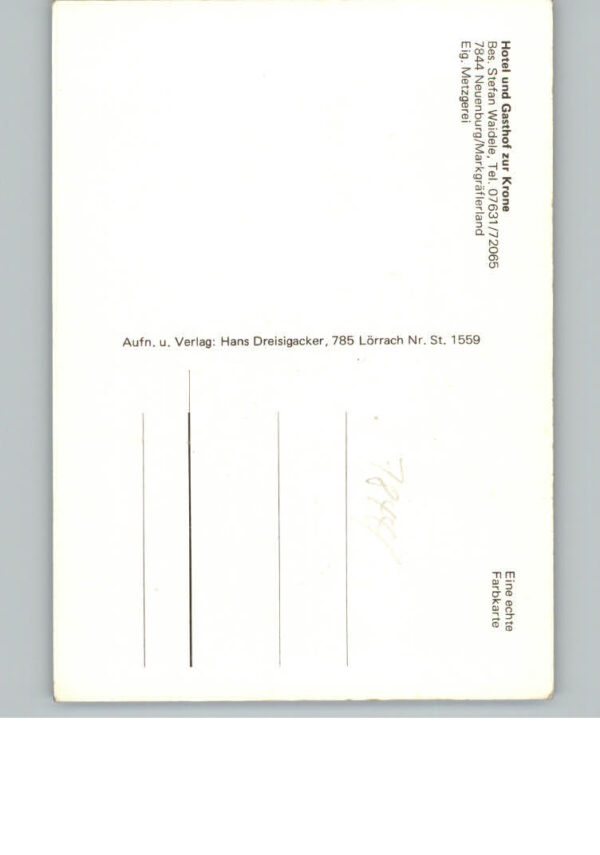 Hotel und Gasthof zur Krone
Bes. Stefan Waidele, Tel. 07631/72065
7844 Neuenburg/Markgräflerland
Eig. Metzgerei
Aufn. u. Verlag: Hans Dreisigacker, 785 Lörrach Nr. St. 1559
Eine echte
Farbkarte